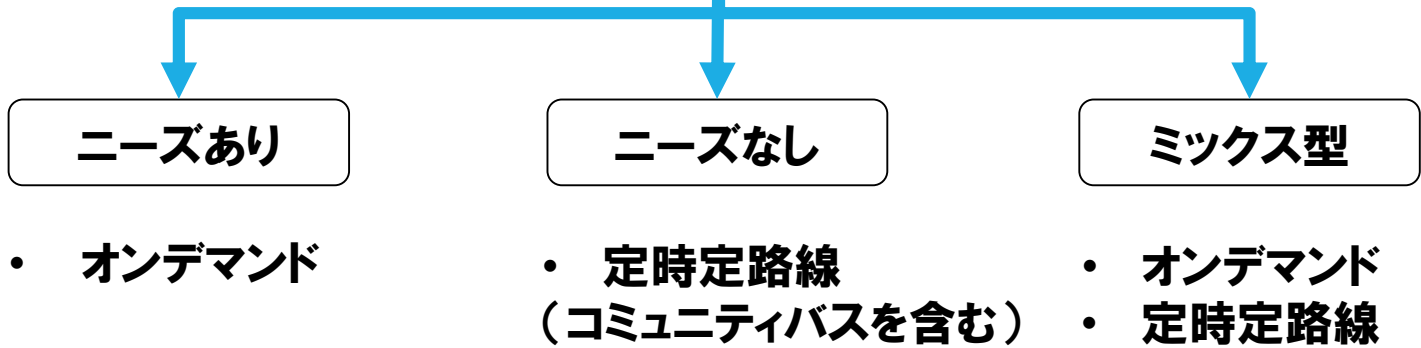 ニーズあり
ニーズなし
ミックス型
• オンデマンド
• 定時定路線
（コミュニティバスを含む）
• オンデマンド
• 定時定路線